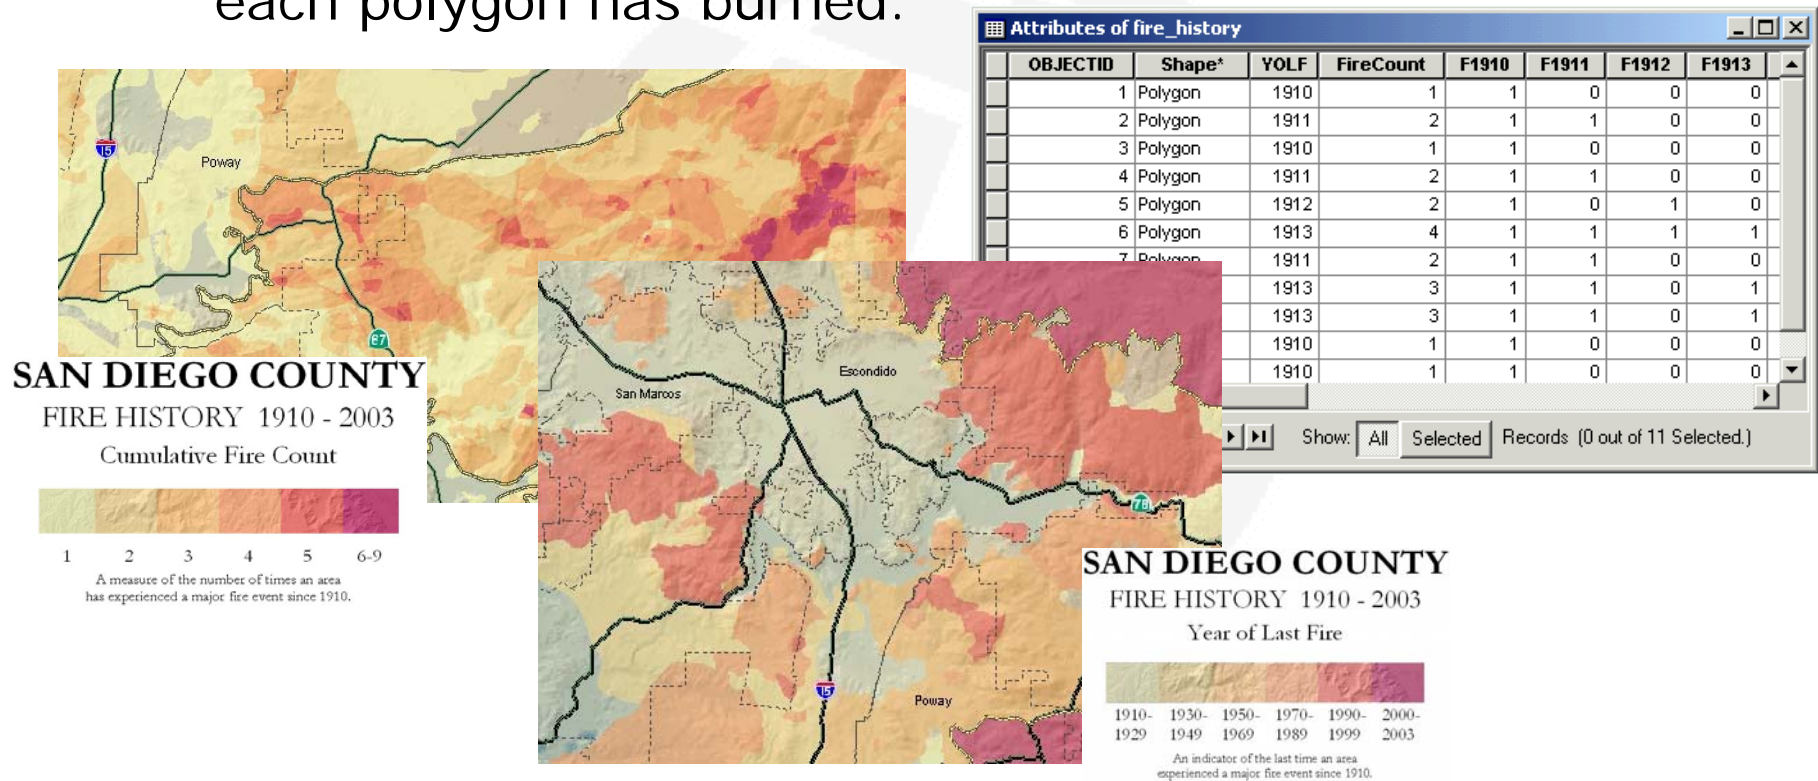 each polygon has burned.
Attributes of fire_history
OBJECTID Shape* YOLF FireCount F1910 F1911 F1912 F1913
1 Polygon 1910 1 1 0 0 0
2 Polygon 1911 2 1 1 0 0
3 Polygon 1910 1 1 0 0 0
4 Polygon 1911 2 1 1 0 0
5 Polygon 1912 2 1 0 1 0
6 Polygon 1913 4 1 1 1 1
7 Polygon 1911 2 1 1 0 0
1913 3 1 1 0 1
1913 3 1 1 0 1
1910 1 1 0 0 0
1910 1 1 0 0 0
Show: All Selected Records (0 out of 11 Selected.)
15
Poway
67
SAN DIEGO COUNTY
FIRE HISTORY 1910 - 2003
Cumulative Fire Count
1 2 3 4 5 6-9
A measure of the number of times an area
has experienced a major fire event since 1910.
Escondido
San Marcos
78
15
Poway
SAN DIEGO COUNTY
FIRE HISTORY 1910 - 2003
Year of Last Fire
1910- 1930- 1950- 1970- 1990- 2000-
1929 1949 1969 1989 1999 2003
An indicator of the last time an area
experienced a major fire event since 1910.